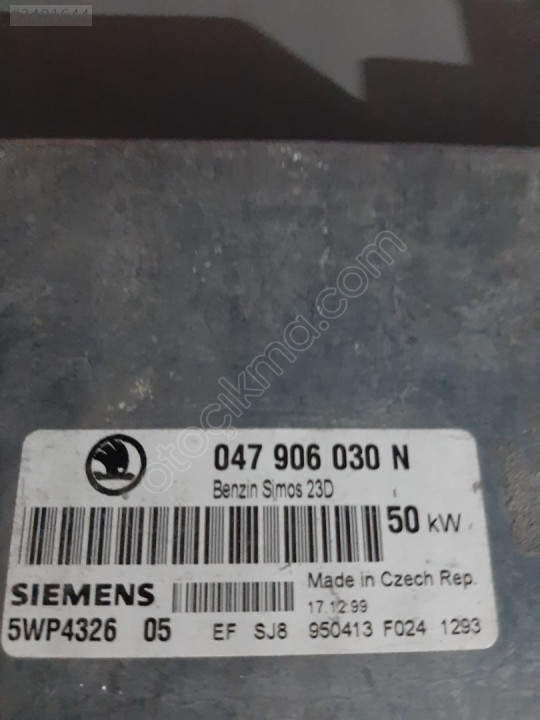 otoçıkma.com
047 906 030 N
Benzin Simos 23D
50 kW
SIEMENS
Made in Czech Rep.
17.12.99
5WP4326 05 EF SJ8 950413 F024 1293